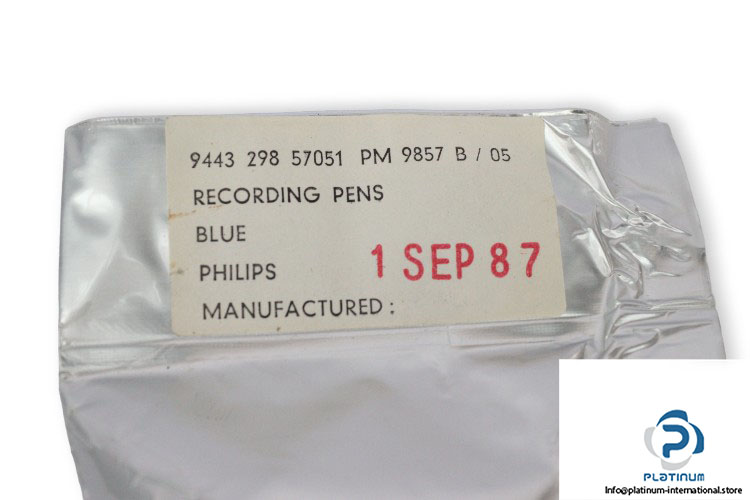 9443 298 57051 PM 9857 B / 05
RECORDING PENS
BLUE
PHILIPS 1 SEP 87
MANUFACTURED :
PLATINUM
Info@platinum-international.store